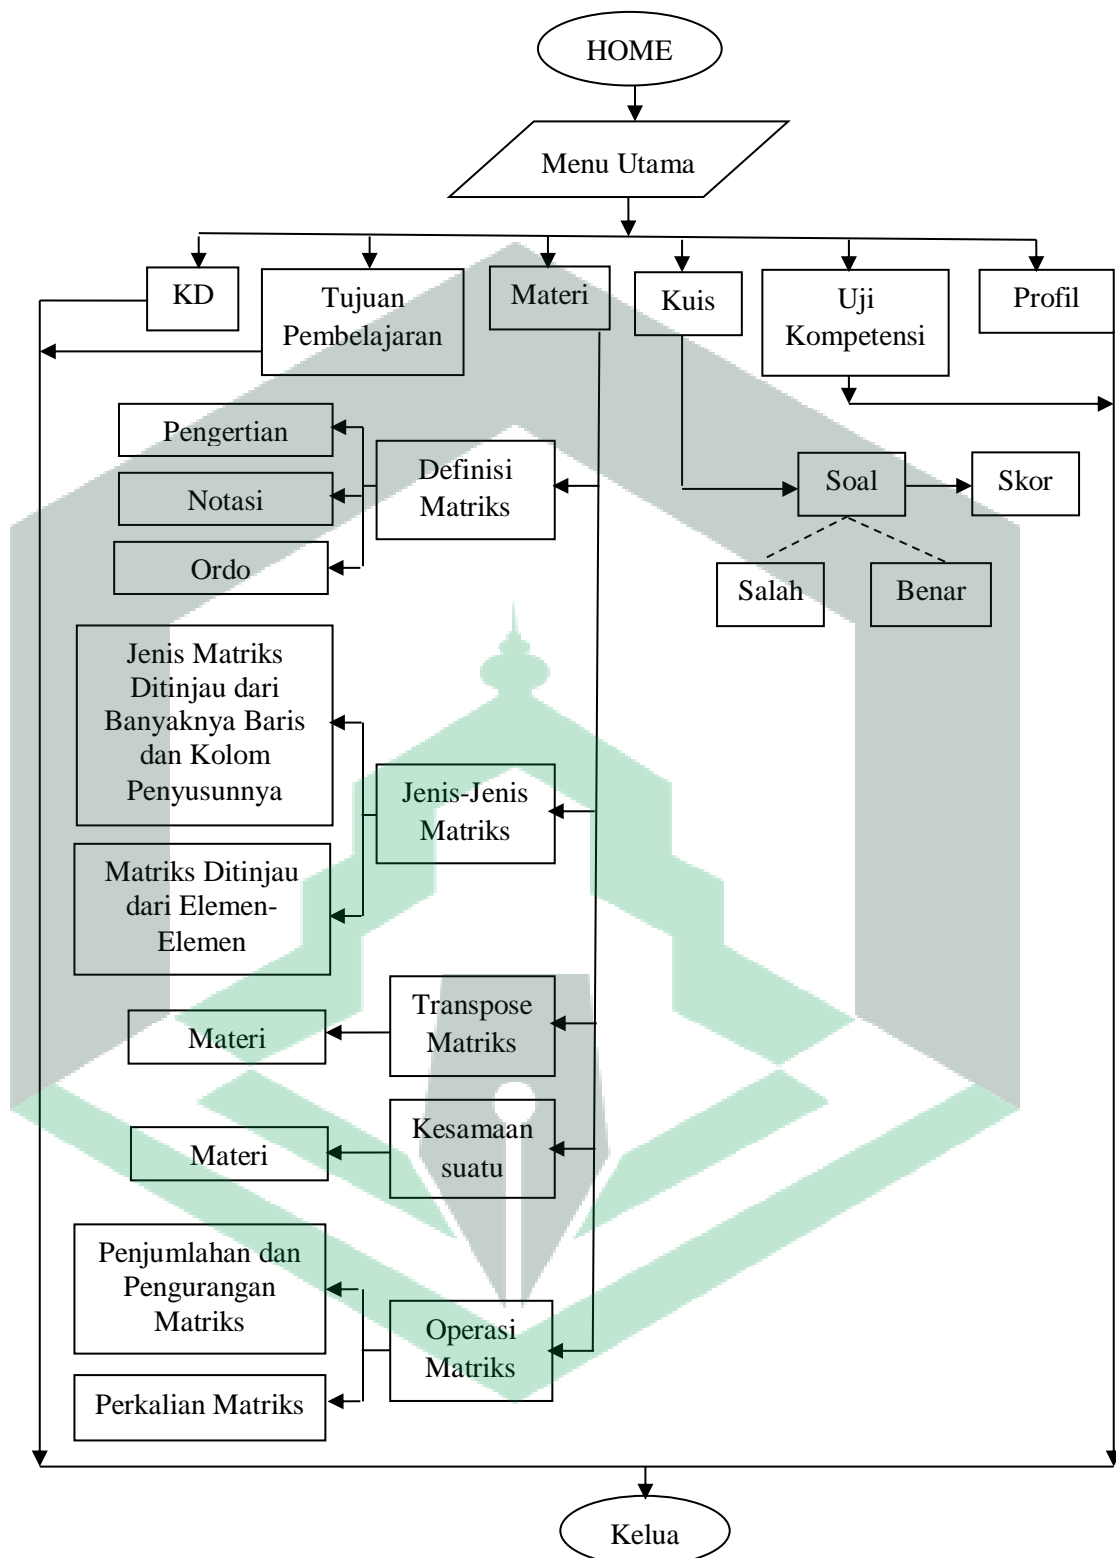 HOME
Menu Utama
KD
Tujuan
Pembelajaran
Materi
Kuis
Uji
Kompetensi
Profil
Pengertian
Notasi
Ordo
Definisi
Matriks
Soal
Skor
Salah
Benar
Jenis Matriks
Ditinjau dari
Banyaknya Baris
dan Kolom
Penyusunnya
Jenis-Jenis
Matriks
Matriks Ditinjau
dari Elemen-
Elemen
Transpose
Matriks
Materi
Kesamaan
suatu
Materi
Penjumlahan dan
Pengurangan
Matriks
Operasi
Matriks
Perkalian Matriks
Kelua